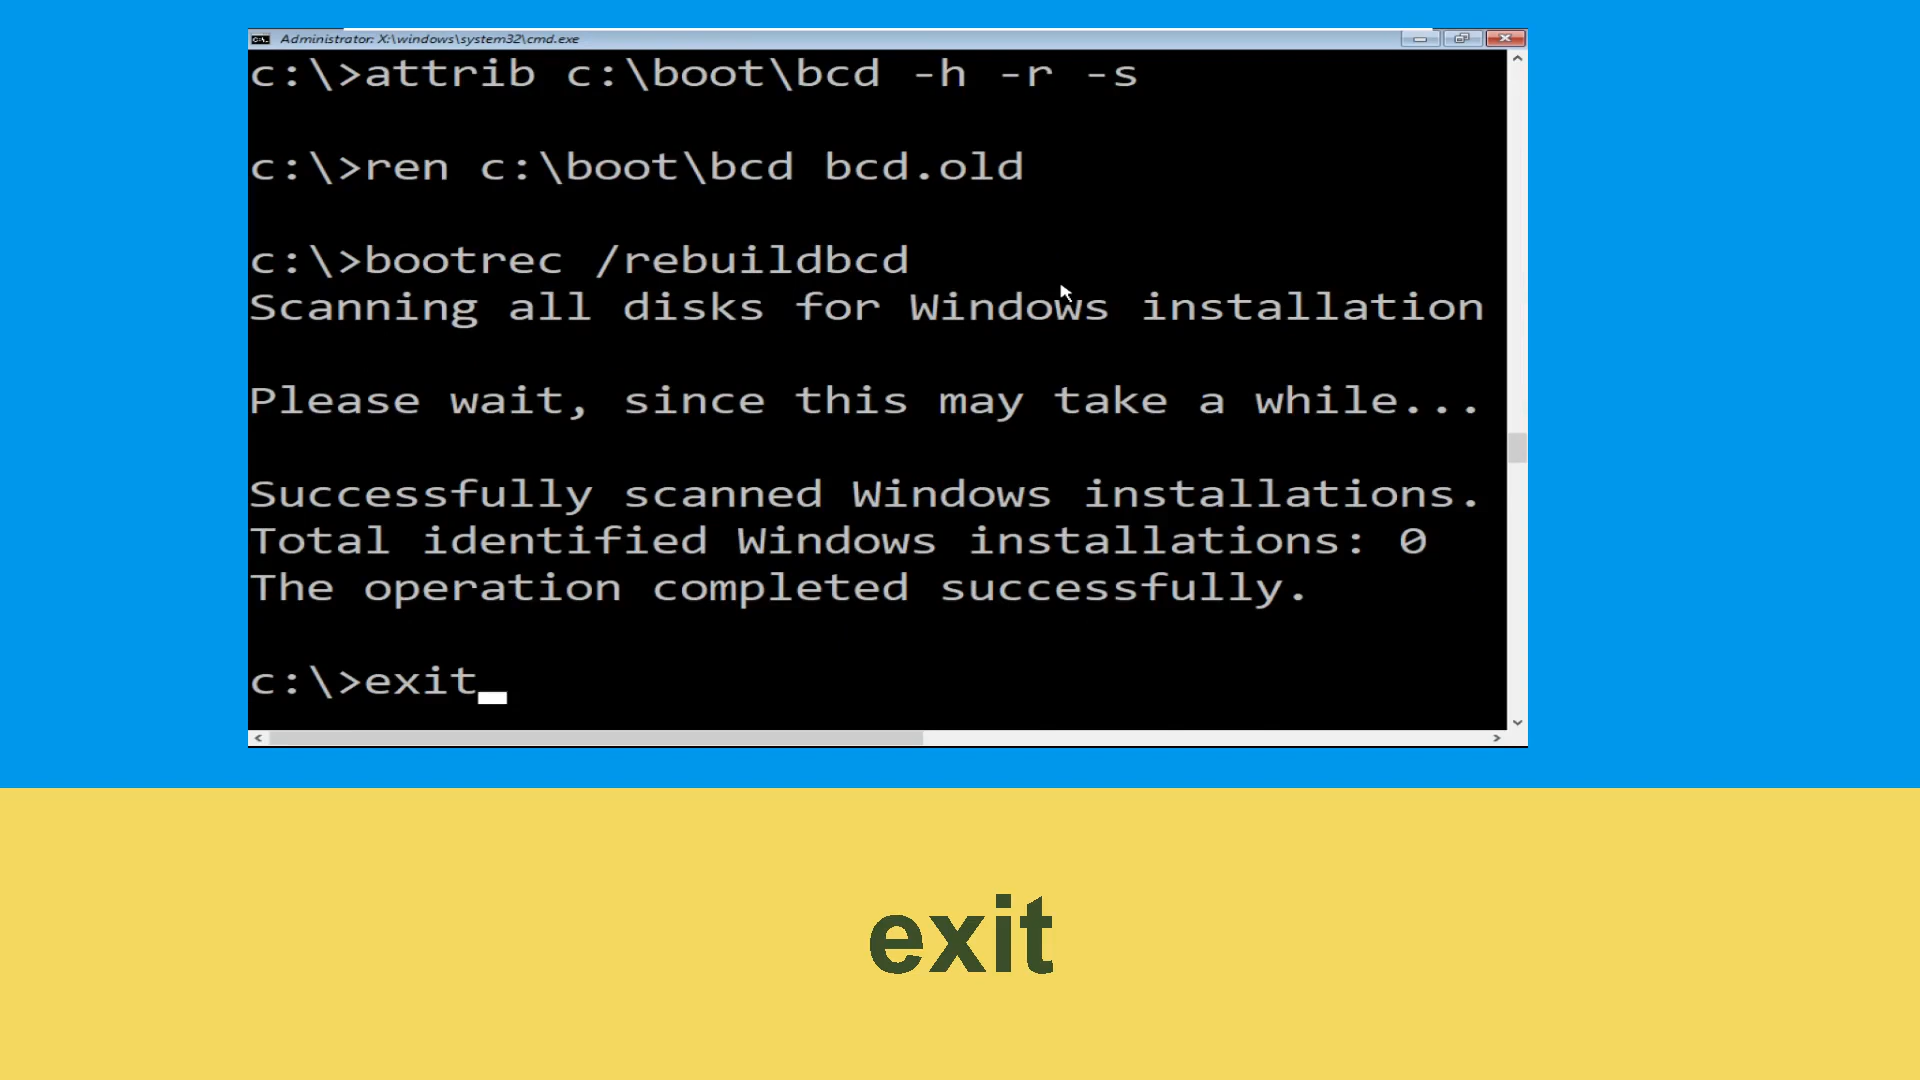 Administrator: X:\windows\system32\cmd.exe
c:\>attrib c:\boot\bcd -h -r -s
c:\>ren c:\boot\bcd bcd.old
c:\>bootrec /rebuildbcd
Scanning all disks for Windows installation
Please wait, since this may take a while...
Successfully scanned Windows installations.
Total identified Windows installations: 0
The operation completed successfully.
c:\>exit
exit